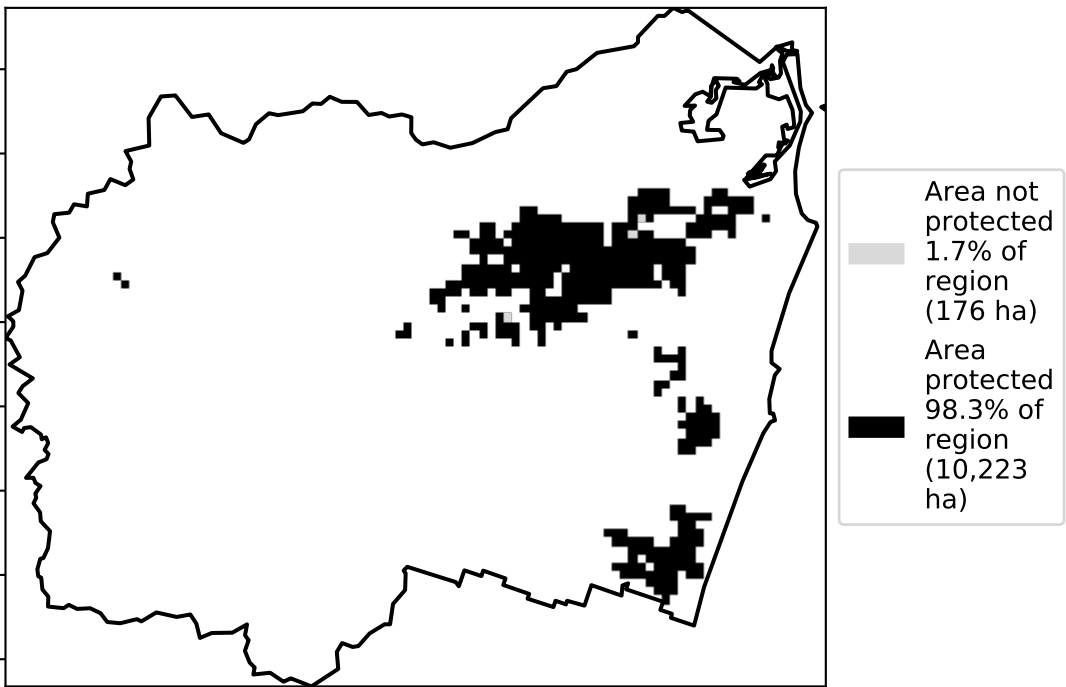 Area not
protected
1.7% of
region
(176 ha)
Area
protected
98.3% of
region
(10,223
ha)